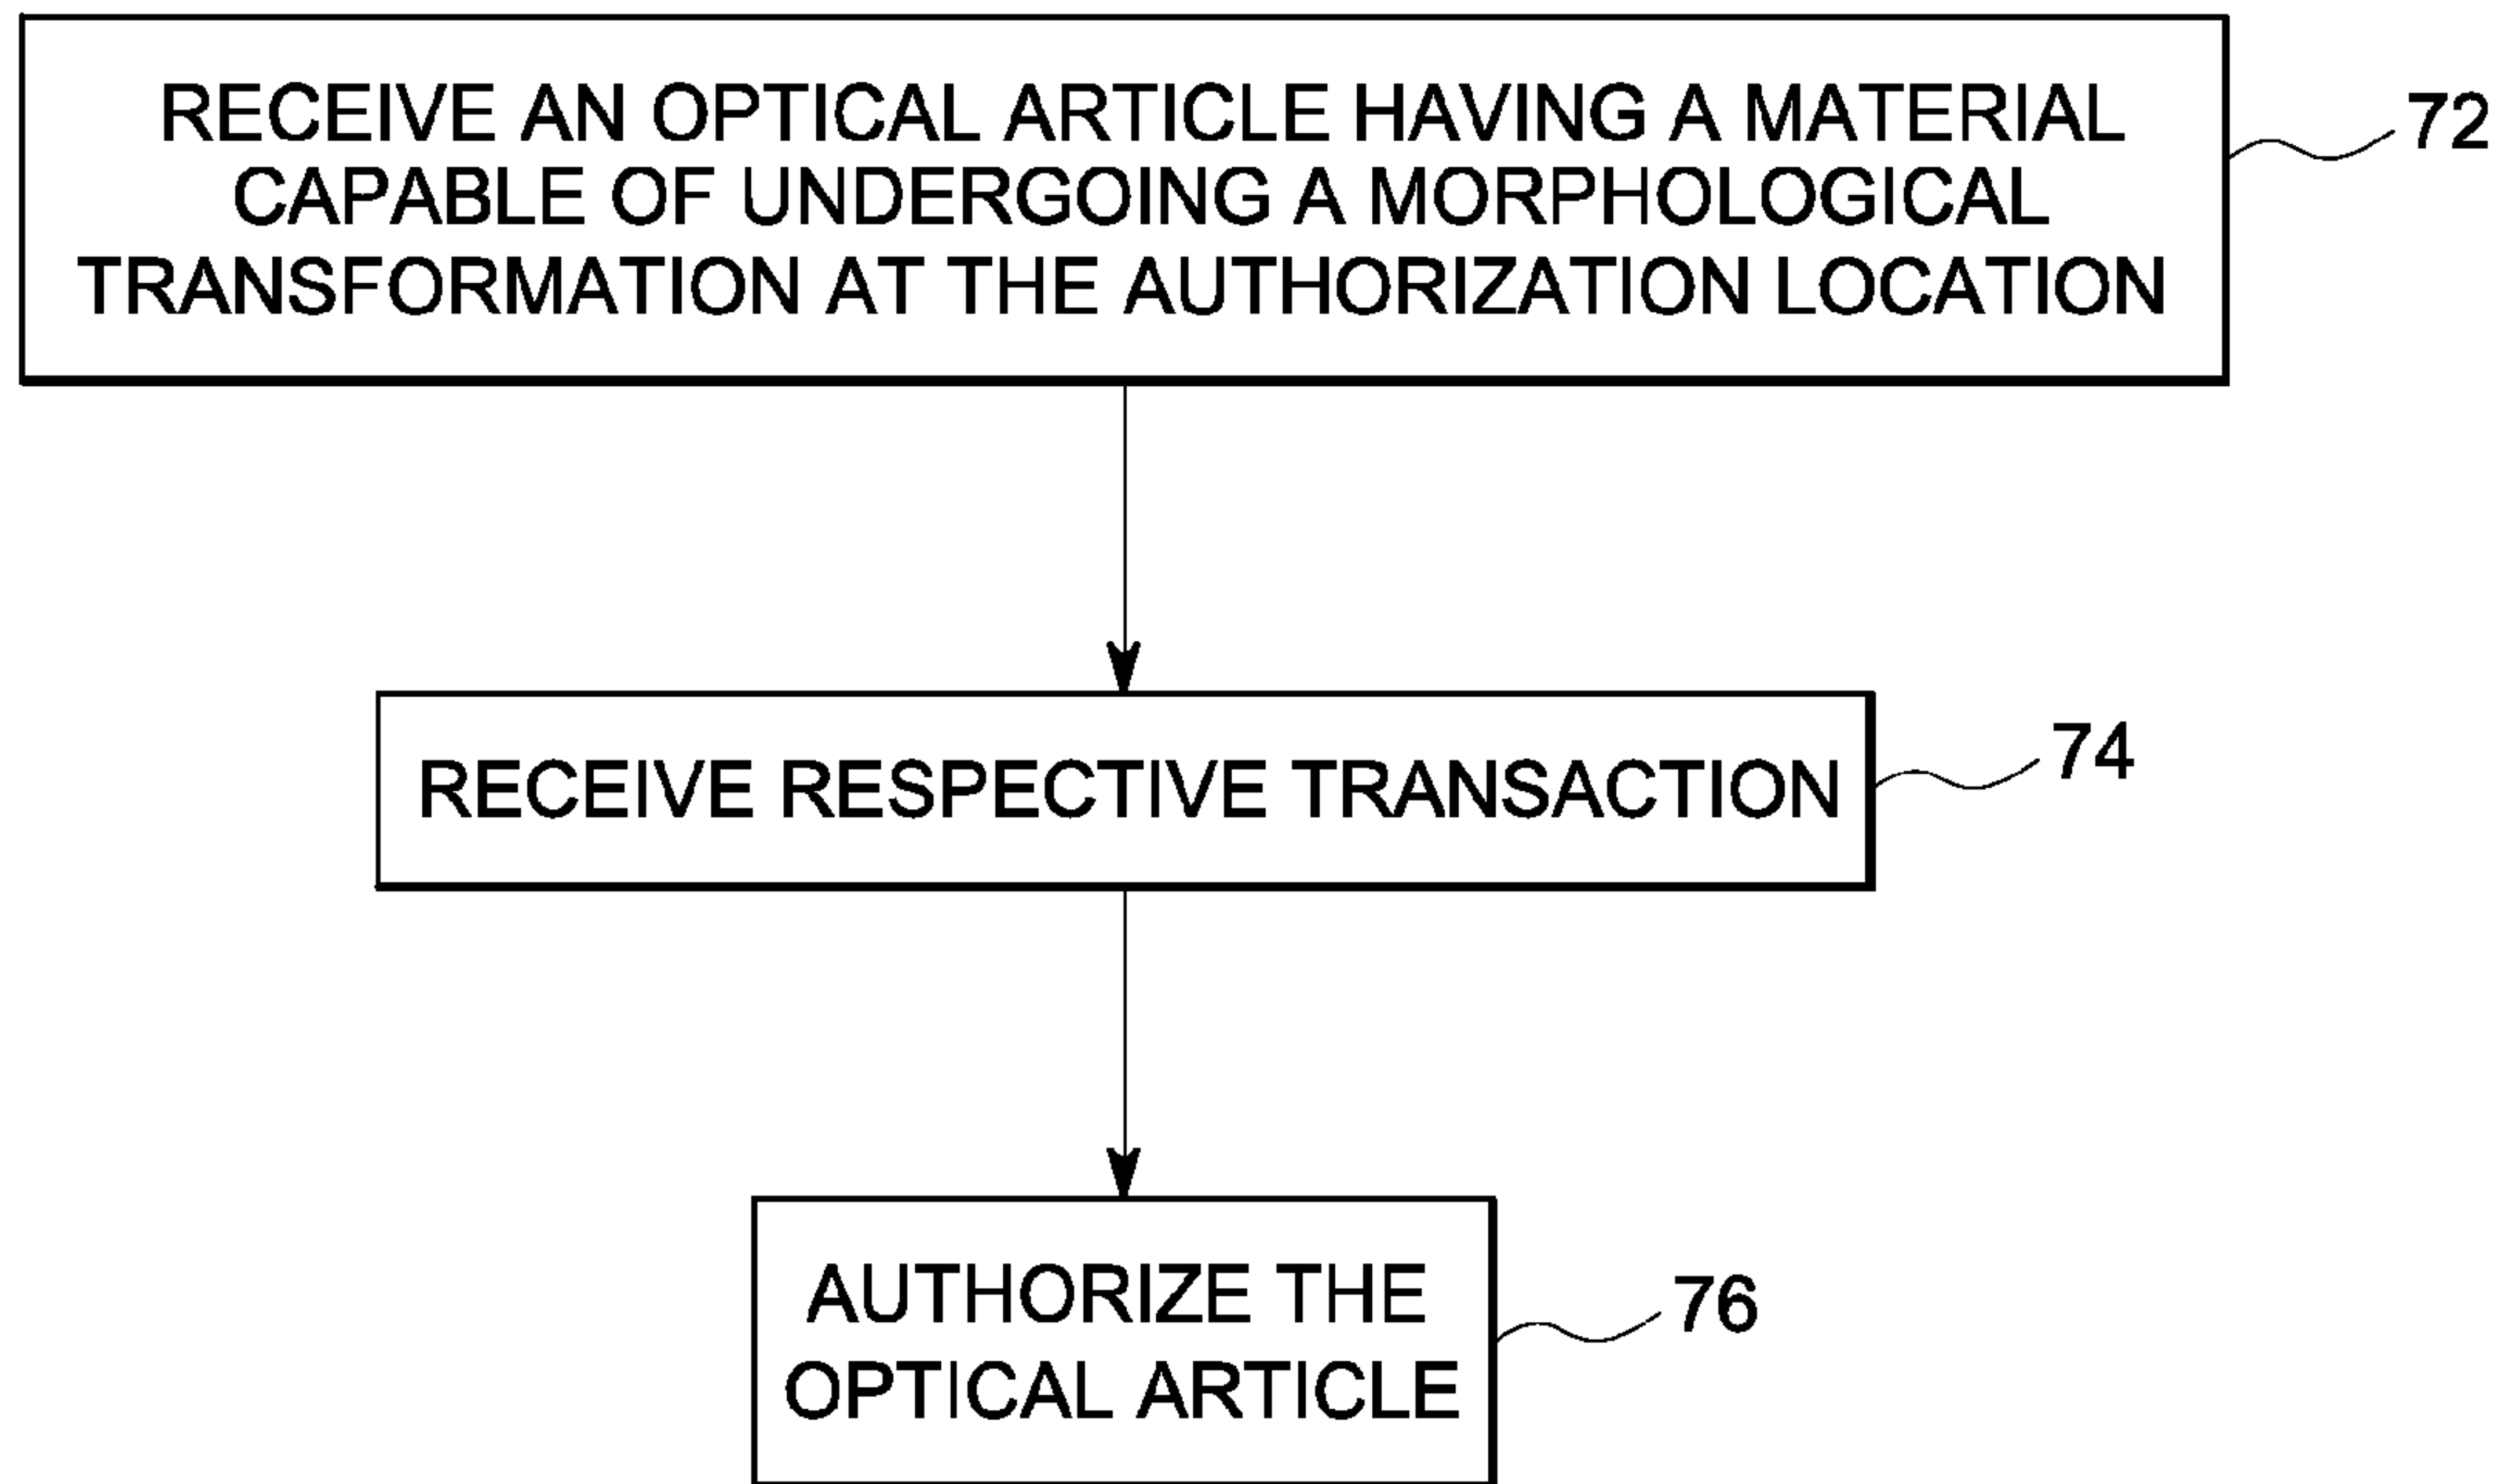 RECEIVE AN OPTICAL ARTICLE HAVING A MATERIAL
CAPABLE OF UNDERGOING A MORPHOLOGICAL
TRANSFORMATION AT THE AUTHORIZATION LOCATION
72
RECEIVE RESPECTIVE TRANSACTION
74
AUTHORIZE THE
OPTICAL ARTICLE
76